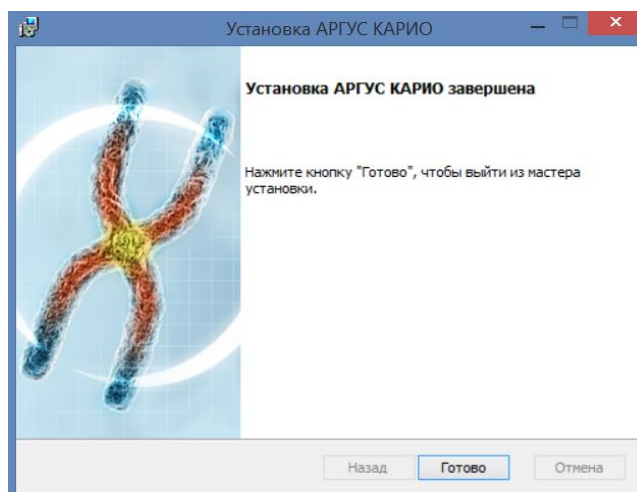 Установка АРГУС КАРИО
Установка АРГУС КАРИО завершена
Нажмите кнопку "Готово", чтобы выйти из мастера
установки.
Назад
Готово
Отмена